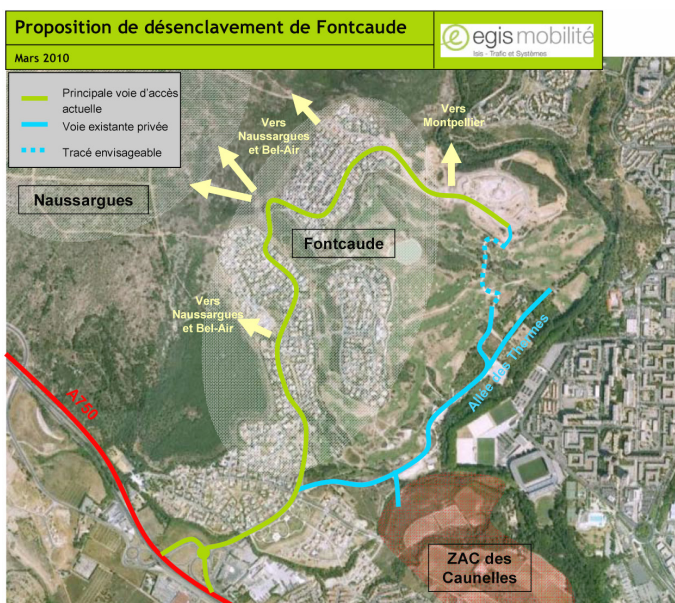 Proposition de désenclavement de Fontcaude
Mars 2010
egis mobilité
Isis - Trafic et Systèmes
Principale voie d'accès
actuelle
Voie existante privée
Tracé envisageable
Vers
Naussargues
et Bel-Air
Vers
Montpellier
Naussargues
Fontcaude
Vers
Naussargues
et Bel-Air
A750
Allée des Thermes
ZAC des
Caunelles